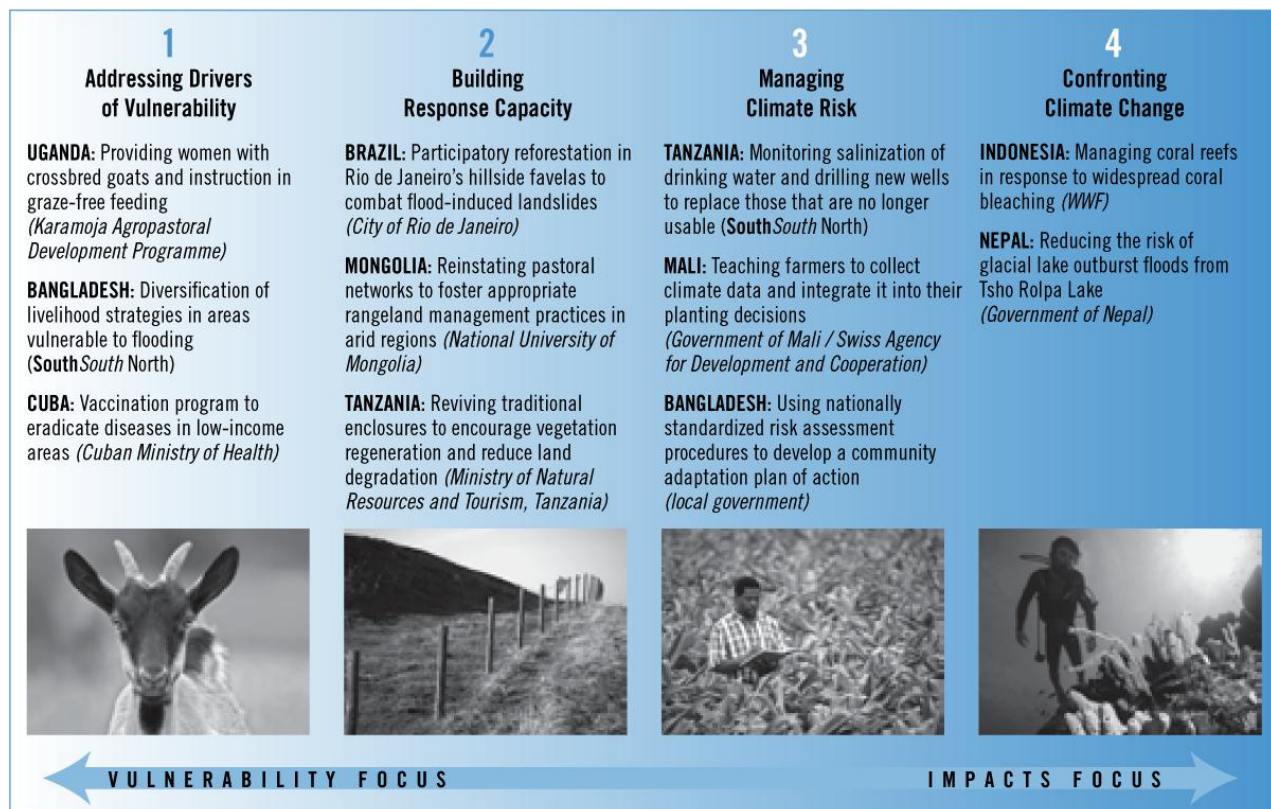 1
Addressing Drivers
of Vulnerability
UGANDA: Providing women with
crossbred goats and instruction in
graze-free feeding
(Karamoja Agropastoral
Development Programme)
BANGLADESH: Diversification of
livelihood strategies in areas
vulnerable to flooding
(SouthSouth North)
CUBA: Vaccination program to
eradicate diseases in low-income
areas (Cuban Ministry of Health)
2
Building
Response Capacity
BRAZIL: Participatory reforestation in
Rio de Janeiro's hillside favelas to
combat flood-induced landslides
(City of Rio de Janeiro)
MONGOLIA: Reinstating pastoral
networks to foster appropriate
rangeland management practices in
arid regions (National University of
Mongolia)
TANZANIA: Reviving traditional
enclosures to encourage vegetation
regeneration and reduce land
degradation (Ministry of Natural
Resources and Tourism, Tanzania)
3
Managing
Climate Risk
TANZANIA: Monitoring salinization of
drinking water and drilling new wells
to replace those that are no longer
usable (SouthSouth North)
MALI: Teaching farmers to collect
climate data and integrate it into their
planting decisions
(Government of Mali / Swiss Agency
for Development and Cooperation)
BANGLADESH: Using nationally
standardized risk assessment
procedures to develop a community
adaptation plan of action
(local government)
4
Confronting
Climate Change
INDONESIA: Managing coral reefs
in response to widespread coral
bleaching (WWF)
NEPAL: Reducing the risk of
glacial lake outburst floods from
Tsho Rolpa Lake
(Government of Nepal)
VULNERABILITY FOCUS
IMPACTS FOCUS